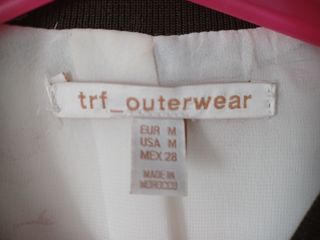 trf_outerwear
EUR M
USA M
MEX 28
MADE IN
MOROCCO